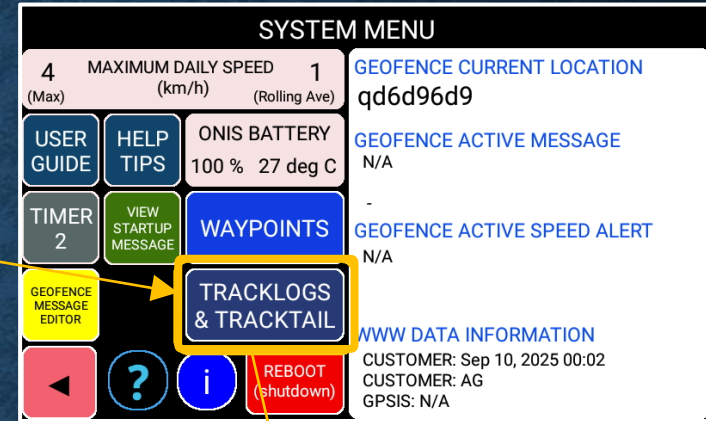 SYSTEM MENU
MAXIMUM DAILY SPEED
4 (km/h) 1
(Max) (Rolling Ave)
USER
GUIDE
HELP
TIPS
ONIS BATTERY
100 % 27 deg C
TIMER
2
VIEW
STARTUP
MESSAGE
WAYPOINTS
GEOFENCE
MESSAGE
EDITOR
TRACKLOGS
& TRACKTAIL
?
i
REBOOT
(shutdown)
GEOFENCE CURRENT LOCATION
qd6d96d9
GEOFENCE ACTIVE MESSAGE
N/A
-
GEOFENCE ACTIVE SPEED ALERT
N/A
WWW DATA INFORMATION
CUSTOMER: Sep 10, 2025 00:02
CUSTOMER: AG
GPSIS: N/A